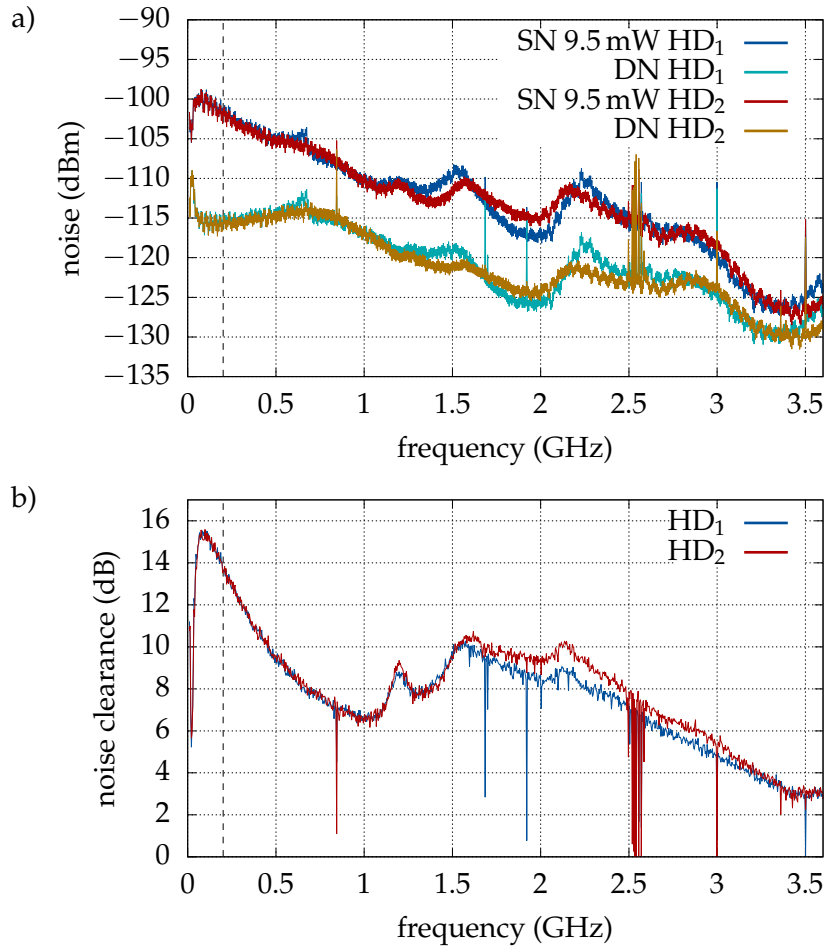 a)
−90
−95
−100
−105
−110
−115
−120
−125
−130
−135
noise (dBm)
SN 9.5 mW HD₁
DN HD₁
SN 9.5 mW HD₂
DN HD₂
0 0.5 1 1.5 2 2.5 3 3.5
frequency (GHz)
b)
16
14
12
10
8
6
4
2
0
noise clearance (dB)
HD₁
HD₂
0 0.5 1 1.5 2 2.5 3 3.5
frequency (GHz)